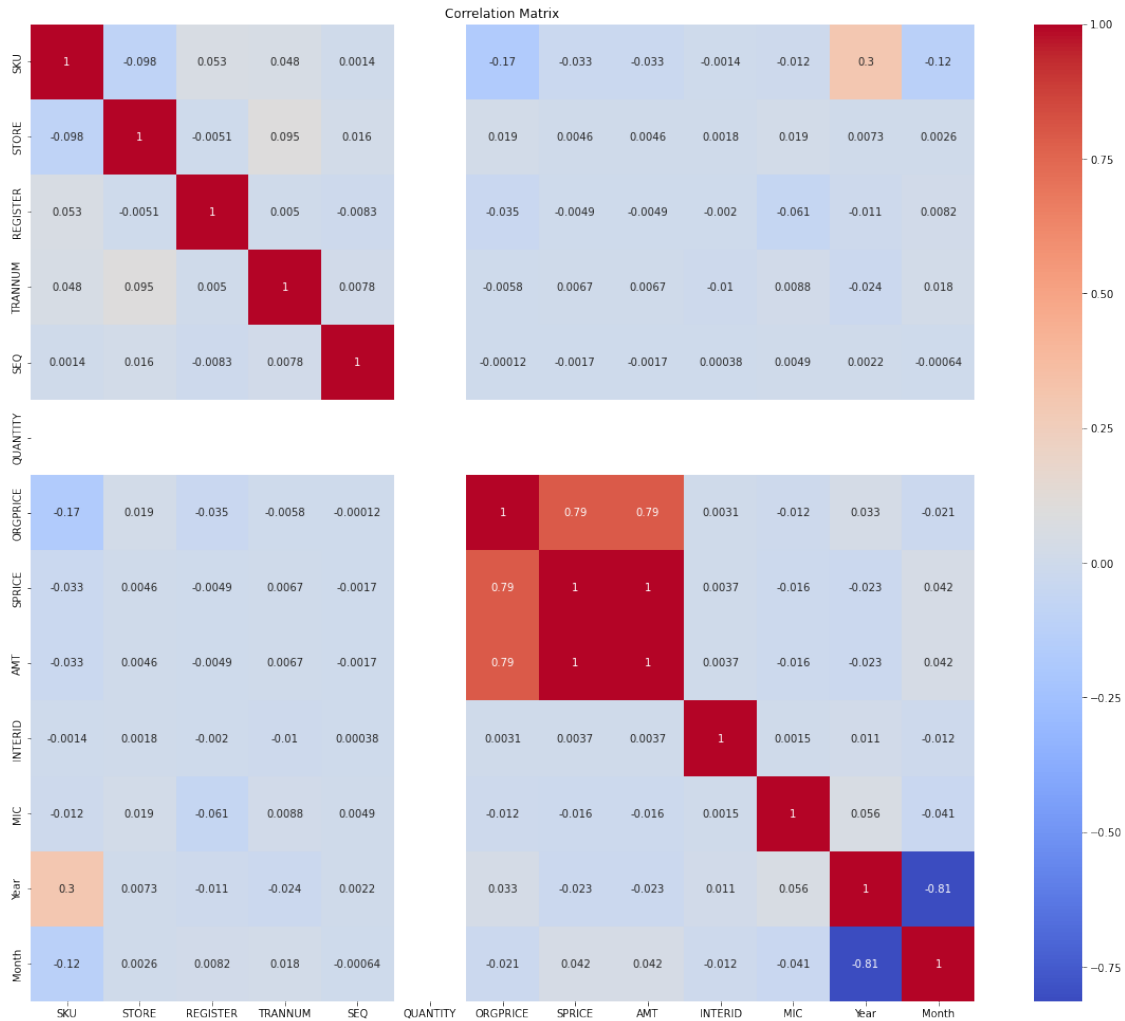 Correlation Matrix
SKU 1 -0.098 0.053 0.048 0.0014 -0.17 -0.033 -0.033 -0.0014 -0.012 0.3 -0.12
STORE -0.098 1 -0.0051 0.095 0.016 0.019 0.0046 0.0046 0.0018 0.019 0.0073 0.0026
REGISTER 0.053 -0.0051 1 0.005 -0.0083 -0.035 -0.0049 -0.0049 -0.002 -0.061 -0.011 0.0082
TRANNUM 0.048 0.095 0.005 1 0.0078 -0.0058 0.0067 0.0067 -0.01 0.0088 -0.024 0.018
SEQ 0.0014 0.016 -0.0083 0.0078 1 -0.00012 -0.0017 -0.0017 0.00038 0.0049 0.0022 -0.00064
QUANTITY
ORGPRICE -0.17 0.019 -0.035 -0.0058 -0.00012 1 0.79 0.79 0.0031 -0.012 0.033 -0.021
SPRICE -0.033 0.0046 -0.0049 0.0067 -0.0017 0.79 1 1 0.0037 -0.016 -0.023 0.042
AMT -0.033 0.0046 -0.0049 0.0067 -0.0017 0.79 1 1 0.0037 -0.016 -0.023 0.042
INTERID -0.0014 0.0018 -0.002 -0.01 0.00038 0.0031 0.0037 0.0037 1 0.0015 0.011 -0.012
MIC -0.012 0.019 -0.061 0.0088 0.0049 -0.012 -0.016 -0.016 0.0015 1 0.056 -0.041
Year 0.3 0.0073 -0.011 -0.024 0.0022 0.033 -0.023 -0.023 0.011 0.056 1 -0.81
Month -0.12 0.0026 0.0082 0.018 -0.00064 -0.021 0.042 0.042 -0.012 -0.041 -0.81 1
SKU STORE REGISTER TRANNUM SEQ QUANTITY ORGPRICE SPRICE AMT INTERID MIC Year Month
1.00
0.75
0.50
0.25
0.00
−0.25
−0.50
−0.75